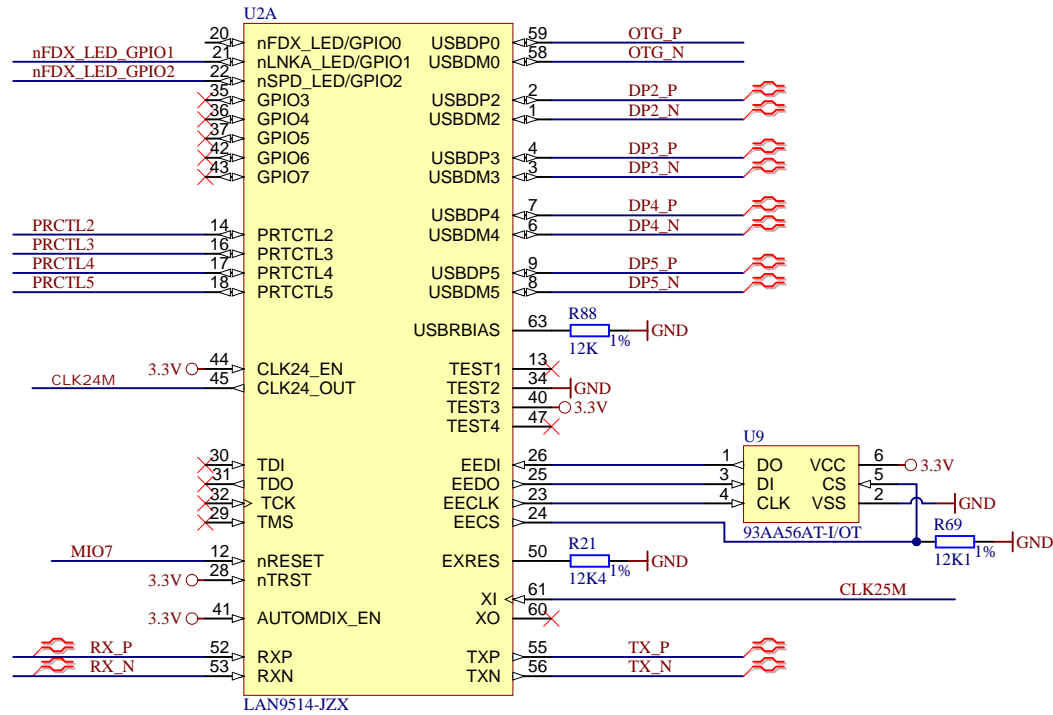 U2A
20 nFDX_LED/GPIO0 USBDP0 59 OTG_P
nFDX_LED_GPIO1 21 nLNKA_LED/GPIO1 USBDM0 58 OTG_N
nFDX_LED_GPIO2 22 nSPD_LED/GPIO2
35 GPIO3 USBDP2 2 DP2_P
36 GPIO4 USBDM2 1 DP2_N
37 GPIO5
42 GPIO6 USBDP3 4 DP3_P
43 GPIO7 USBDM3 3 DP3_N
USBDP4 7 DP4_P
PRCTL2 14 PRTCTL2 USBDM4 6 DP4_N
PRCTL3 16 PRTCTL3
PRCTL4 17 PRTCTL4 USBDP5 9 DP5_P
PRCTL5 18 PRTCTL5 USBDM5 8 DP5_N
R88
USBRBIAS 63 GND
12K 1%
3.3V 44 CLK24_EN TEST1 13
CLK24M 45 CLK24_OUT TEST2 34 GND
TEST3 40 3.3V
TEST4 47
U9
30 TDI EEDI 26 1 DO VCC 6 3.3V
31 TDO EEDO 25 3 DI CS 5
32 TCK EECLK 23 4 CLK VSS 2 GND
29 TMS EECS 24
93AA56AT-I/OT R69 GND
12K1 1%
MIO7 12 nRESET EXRES 50 R21 GND
3.3V 28 nTRST 12K4 1%
XI 61 CLK25M
3.3V 41 AUTOMDIX_EN XO 60
RX_P 52 RXP TXP 55 TX_P
RX_N 53 RXN TXN 56 TX_N
LAN9514-JZX